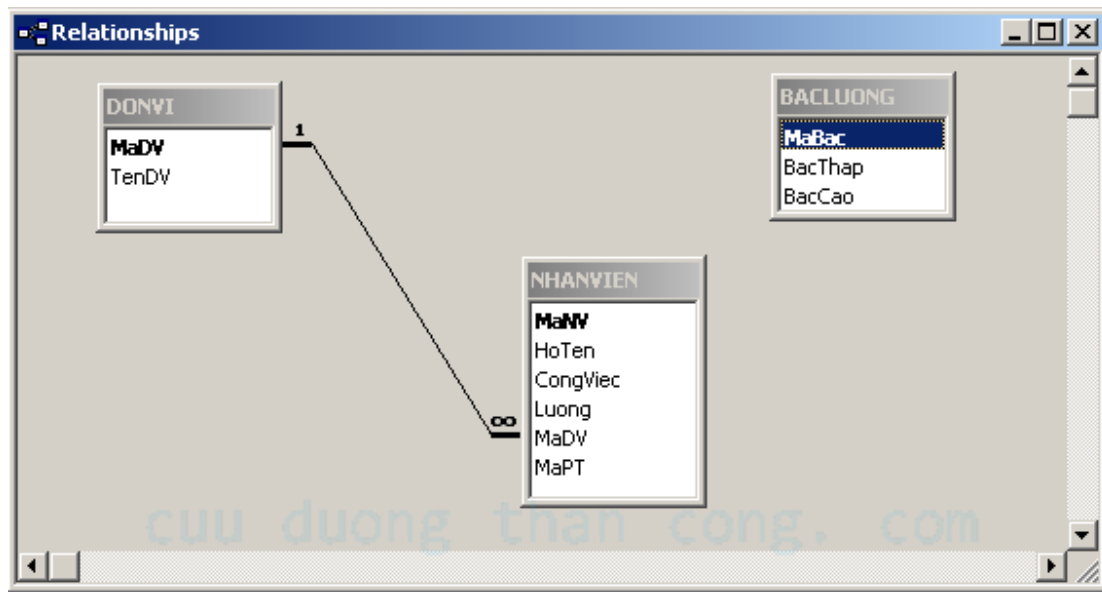 Relationships
DONVI
MaDV
TenDV
1
∞
BACLUONG
MaBac
BacThap
BacCao
NHANVIEN
MaNV
HoTen
CongViec
Luong
MaDV
MaPT
cuu duong than cong. com